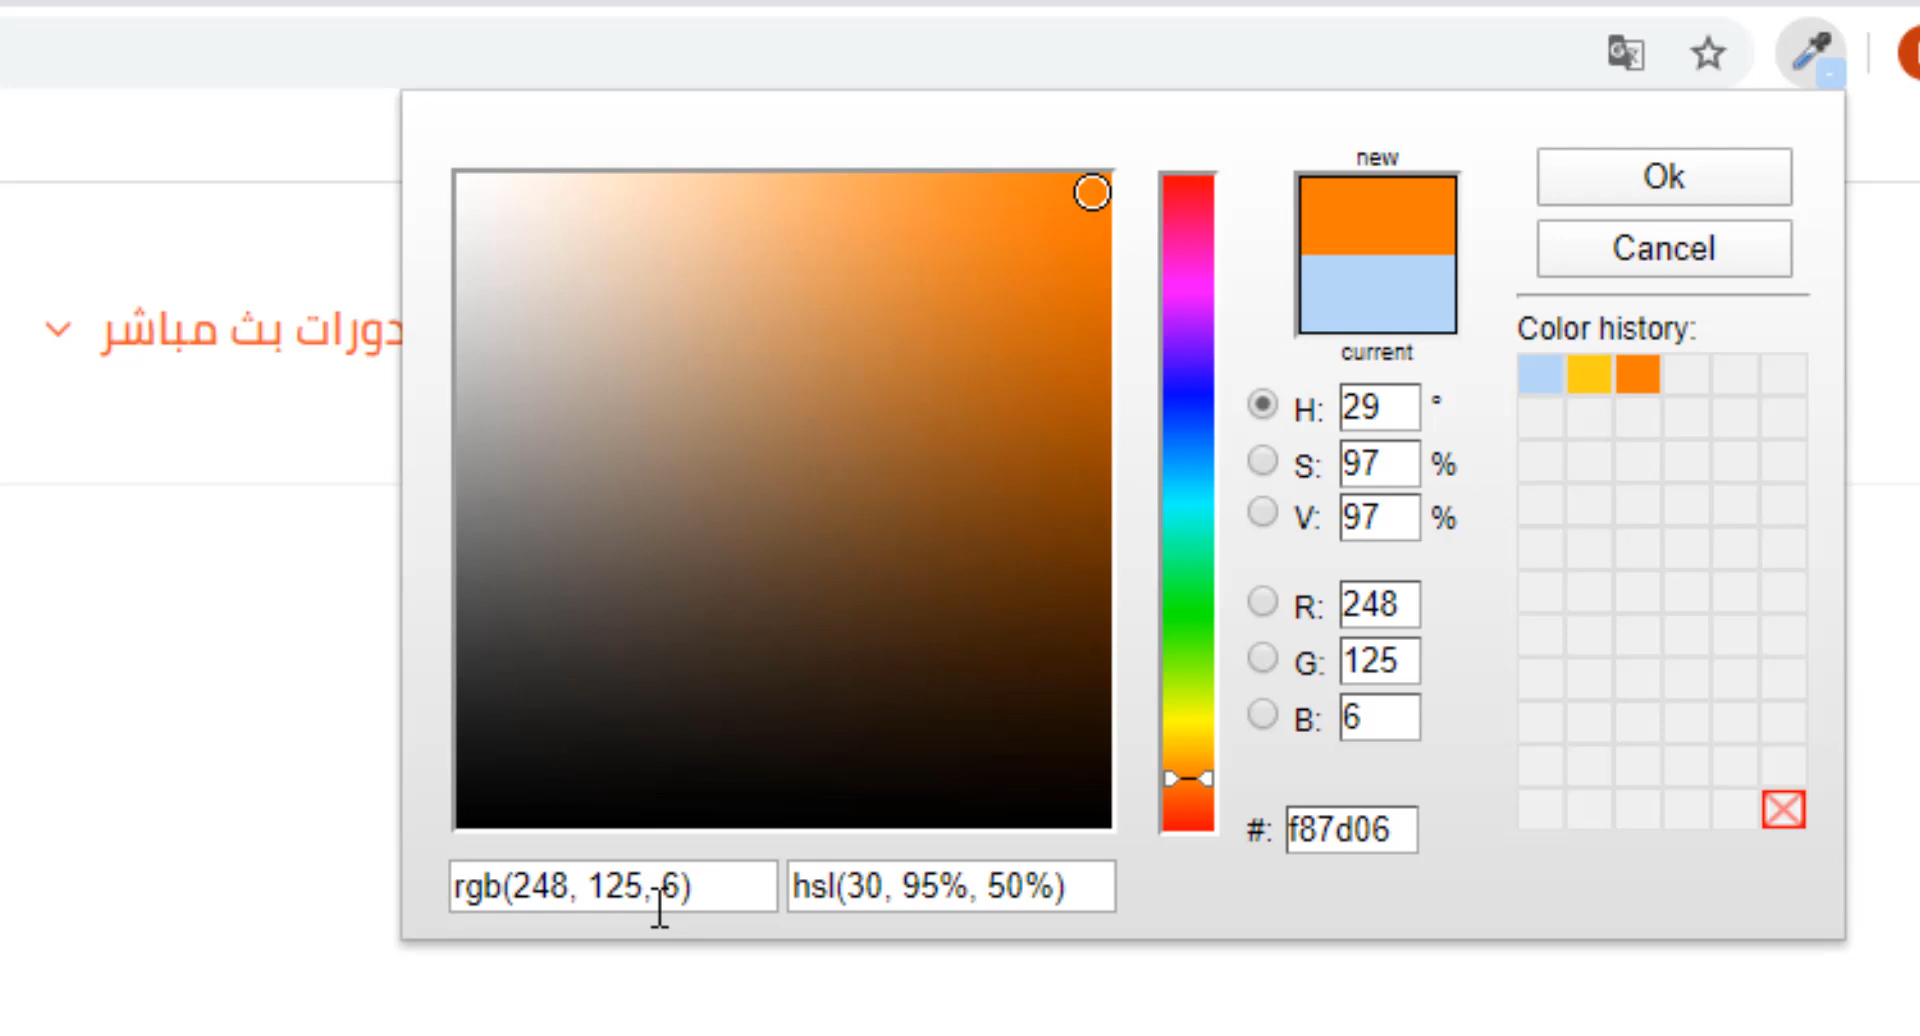 new
Ok
Cancel
دورات بث مباشر
current
Color history:
H: 29 °
S: 97 %
V: 97 %
R: 248
G: 125
B: 6
#: f87d06
rgb(248, 125, 6)
hsl(30, 95%, 50%)